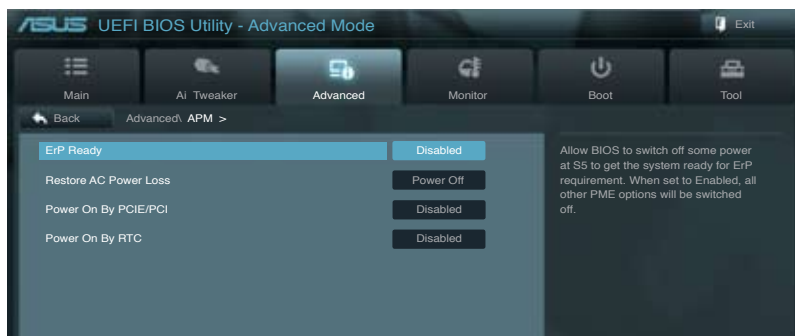 ASUS UEFI BIOS Utility - Advanced Mode
Exit
Main
Ai Tweaker
Advanced
Monitor
Boot
Tool
Back
Advanced\ APM >
ErP Ready Disabled
Restore AC Power Loss Power Off
Power On By PCIE/PCI Disabled
Power On By RTC Disabled
Allow BIOS to switch off some power
at S5 to get the system ready for ErP
requirement. When set to Enabled, all
other PME options will be switched
off.